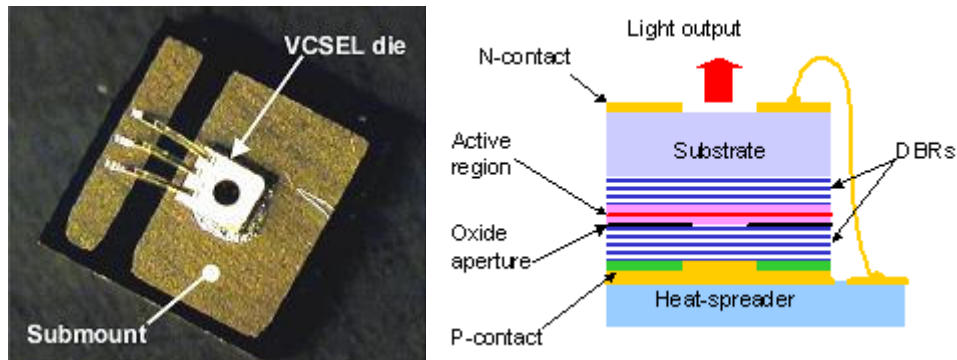 VCSEL die
Submount
Light output
N-contact
Substrate
DBRs
Active
region
Oxide
aperture
Heat-spreader
P-contact